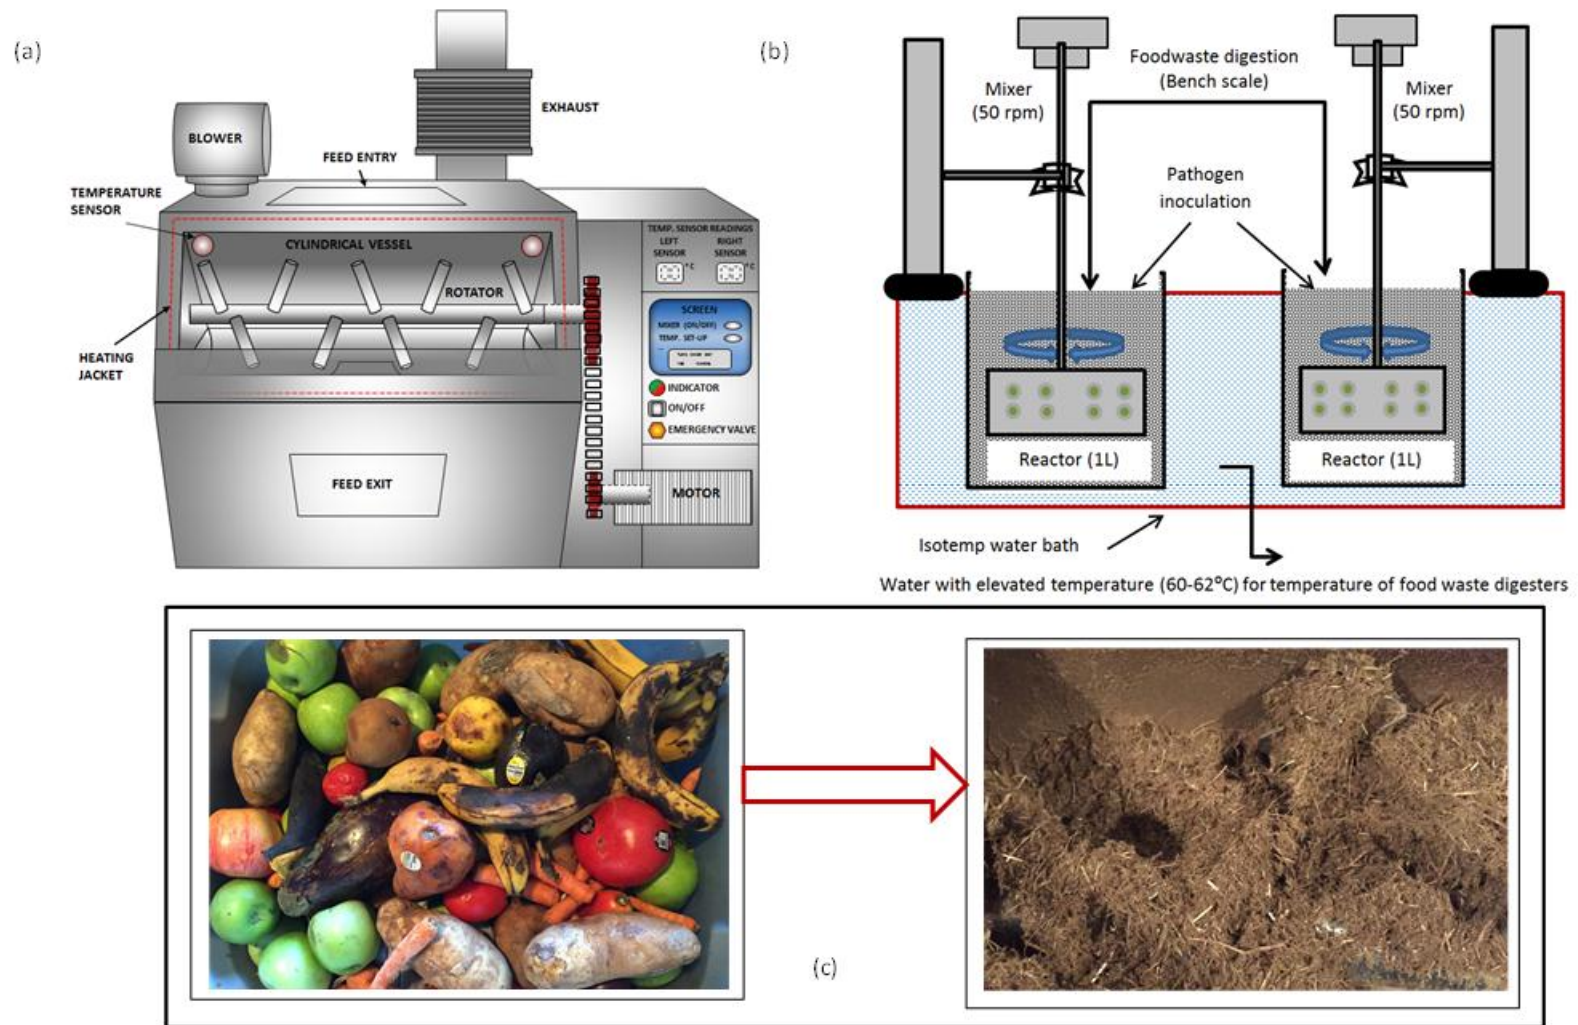 (a)
EXHAUST
BLOWER
FEED ENTRY
TEMPERATURE
SENSOR
CYLINDRICAL VESSEL
ROTATOR
HEATING
JACKET
FEED EXIT
TEMP. SENSOR READINGS
LEFT
SENSOR
RIGHT
SENSOR
°C
°C
SCREEN
MIXER (ON/OFF)
TEMP. SET-UP
INDICATOR
ON/OFF
EMERGENCY VALVE
MOTOR
(b)
Foodwaste digestion
(Bench scale)
Mixer
(50 rpm)
Mixer
(50 rpm)
Pathogen
inoculation
Reactor (1L)
Reactor (1L)
Isotemp water bath
Water with elevated temperature (60-62°C) for temperature of food waste digesters
(c)